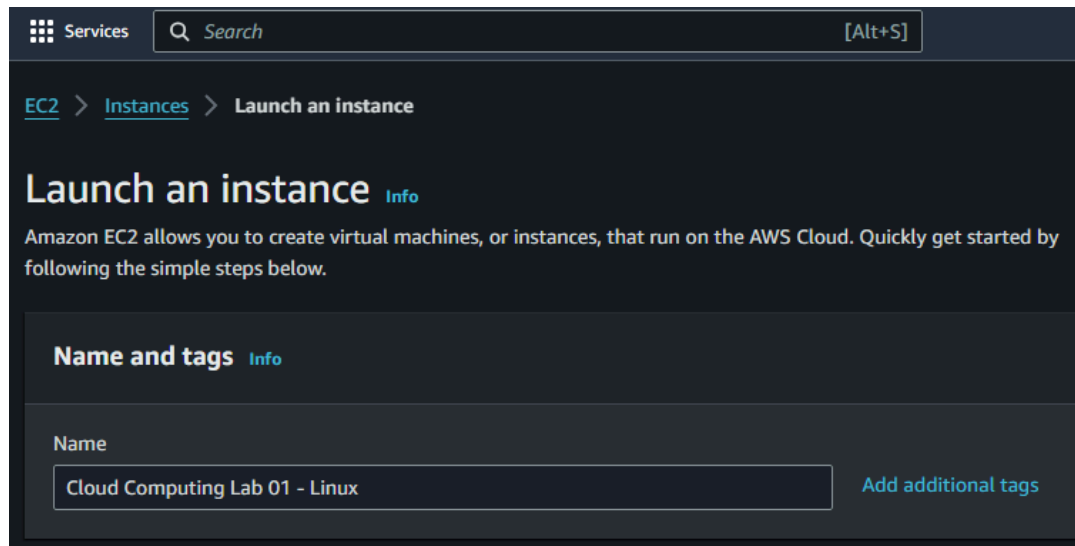 Services Search [Alt+S]
EC2 > Instances > Launch an instance
Launch an instance Info
Amazon EC2 allows you to create virtual machines, or instances, that run on the AWS Cloud. Quickly get started by
following the simple steps below.
Name and tags Info
Name
Cloud Computing Lab 01 - Linux Add additional tags